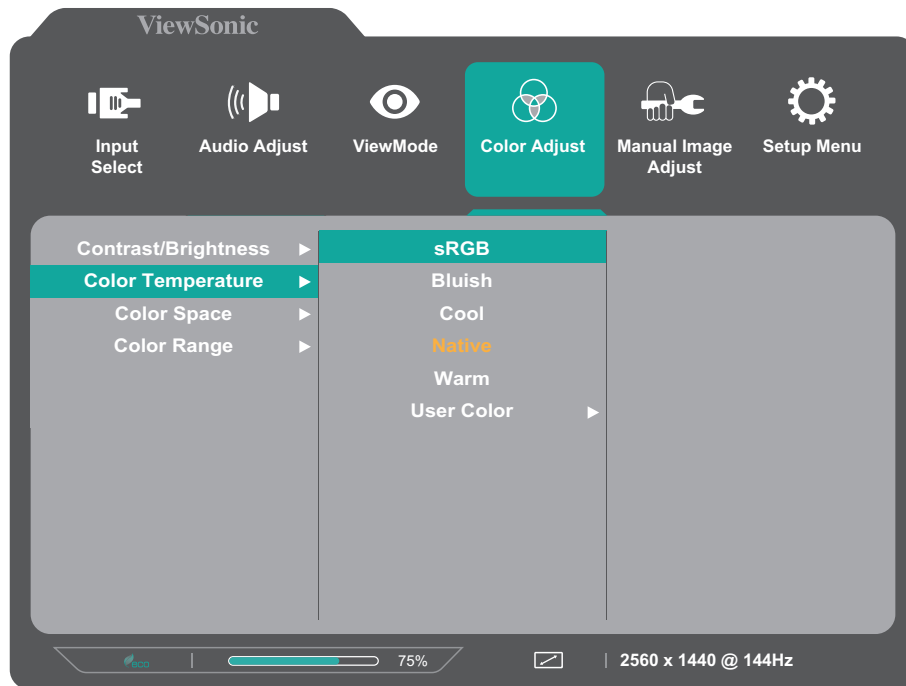 ViewSonic
Input
Select
Audio Adjust
ViewMode
Color Adjust
Manual Image
Adjust
Setup Menu
Contrast/Brightness
Color Temperature
Color Space
Color Range
sRGB
Bluish
Cool
Native
Warm
User Color
eco
75%
2560 x 1440 @ 144Hz